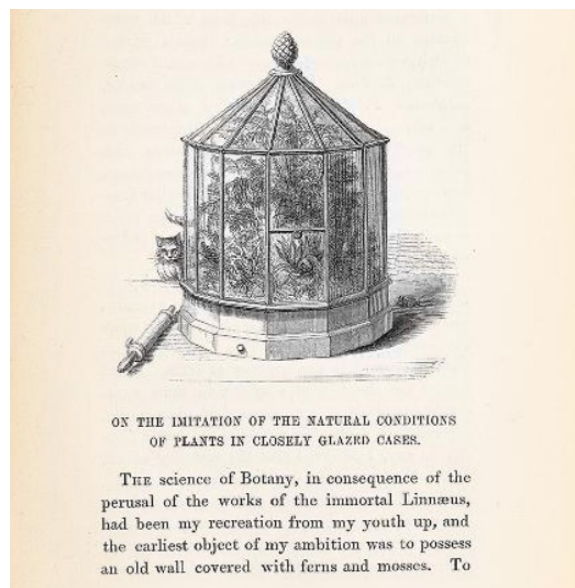 ON THE IMITATION OF THE NATURAL CONDITIONS
OF PLANTS IN CLOSELY GLAZED CASES.
THE science of Botany, in consequence of the
perusal of the works of the immortal Linnæus,
had been my recreation from my youth up, and
the earliest object of my ambition was to possess
an old wall covered with ferns and mosses. To